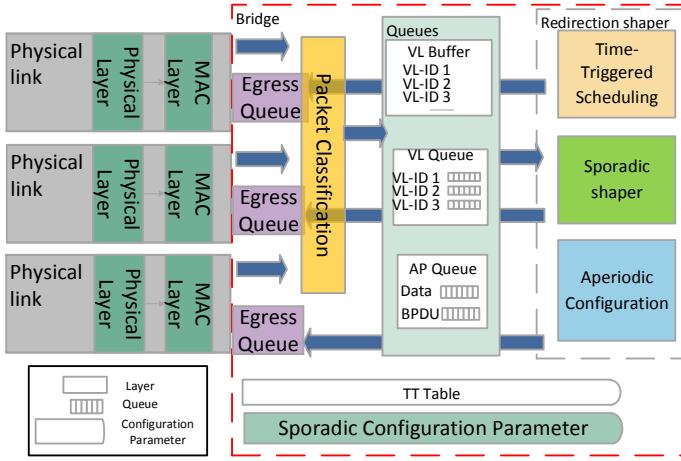 Bridge
Queues
Redirection shaper
Physical
link
Physical
Layer
MAC
Layer
Egress
Queue
Physical
link
Physical
Layer
MAC
Layer
Egress
Queue
Physical
link
Physical
Layer
MAC
Layer
Egress
Queue
Packet Classification
VL Buffer
VL-ID 1
VL-ID 2
VL-ID 3
VL Queue
VL-ID 1
VL-ID 2
VL-ID 3
AP Queue
Data
BPDU
Time-
Triggered
Scheduling
Sporadic
shaper
Aperiodic
Configuration
Layer
Queue
Configuration
Parameter
TT Table
Sporadic Configuration Parameter